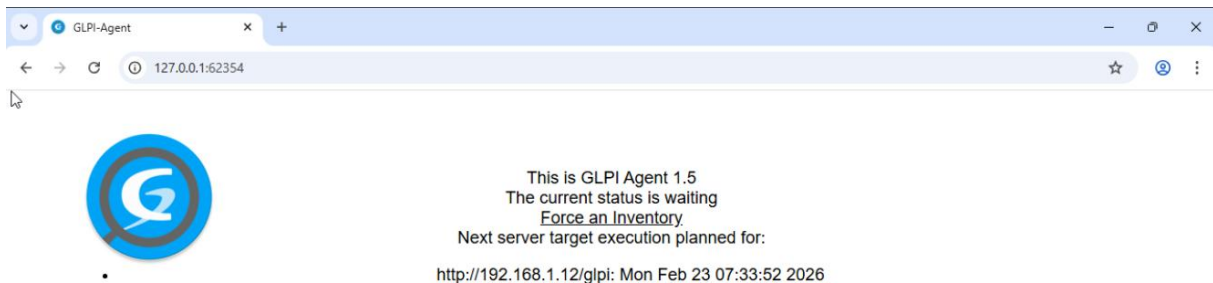 GLPI-Agent
127.0.0.1:62354
This is GLPI Agent 1.5
The current status is waiting
Force an Inventory
Next server target execution planned for:
http://192.168.1.12/glpi: Mon Feb 23 07:33:52 2026